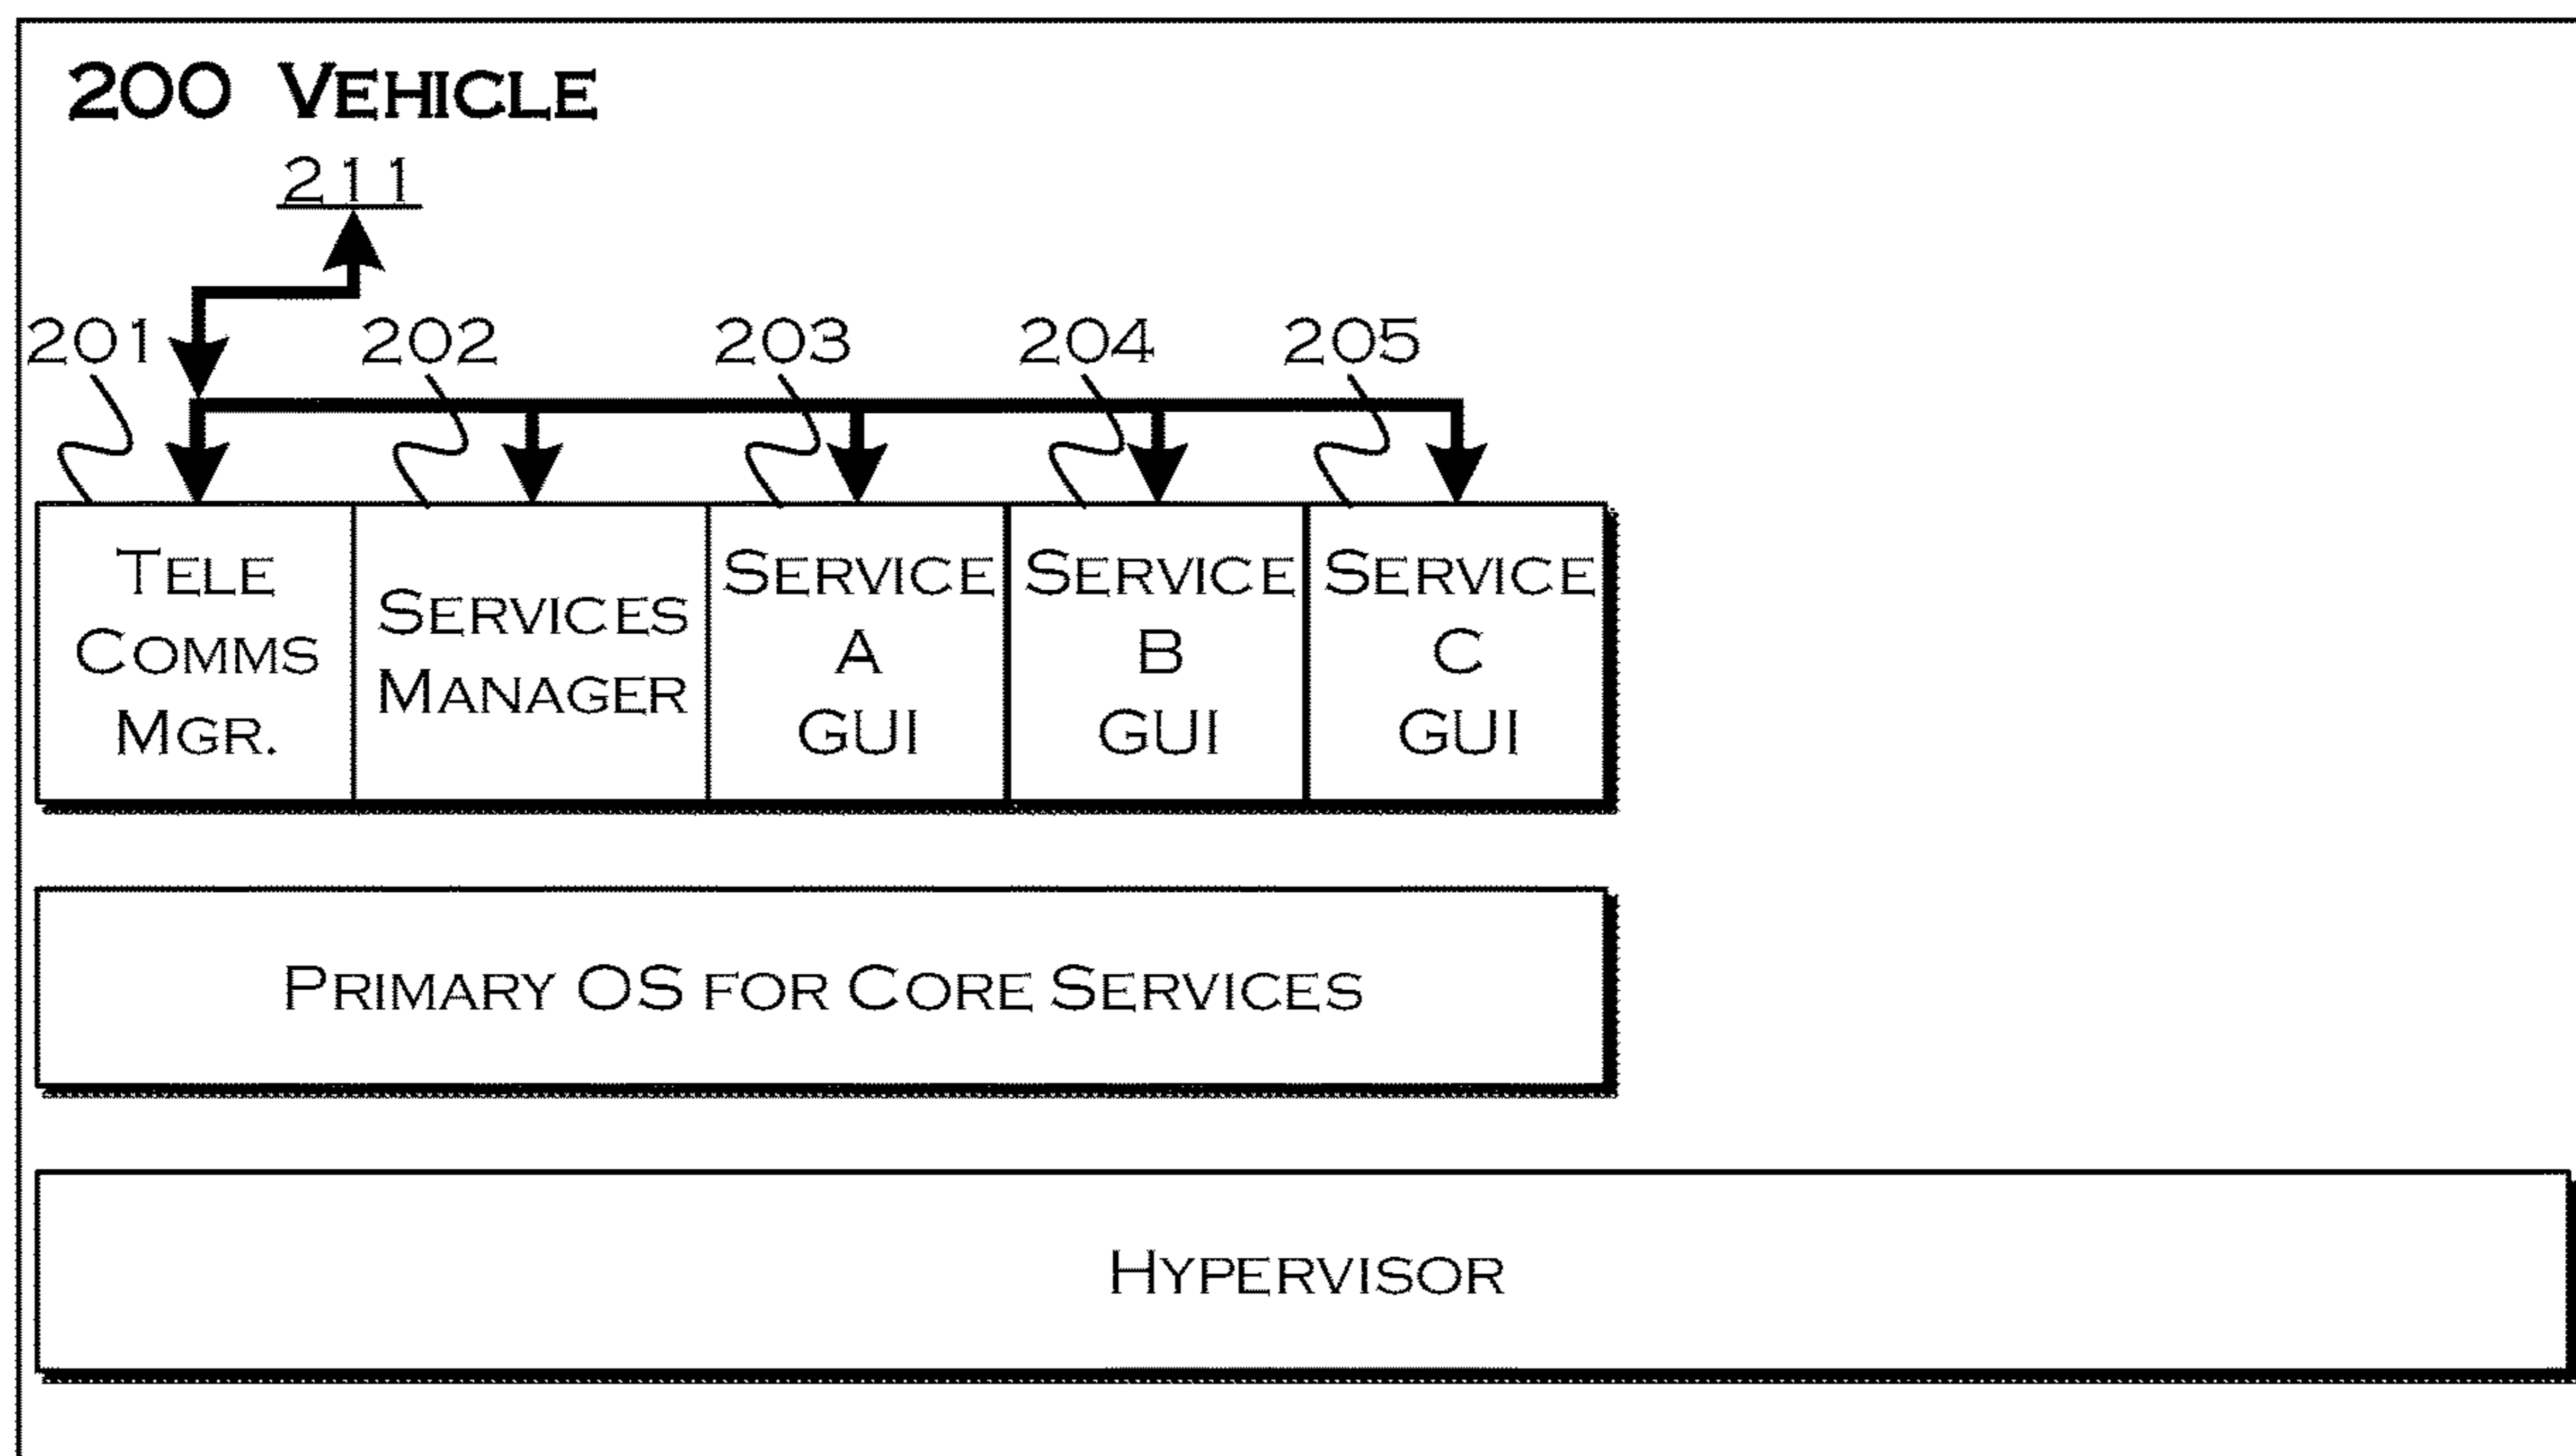 200 VEHICLE
211
201 202 203 204 205
TELE
COMMS
MGR.
SERVICES
MANAGER
SERVICE
A
GUI
SERVICE
B
GUI
SERVICE
C
GUI
PRIMARY OS FOR CORE SERVICES
HYPERVISOR